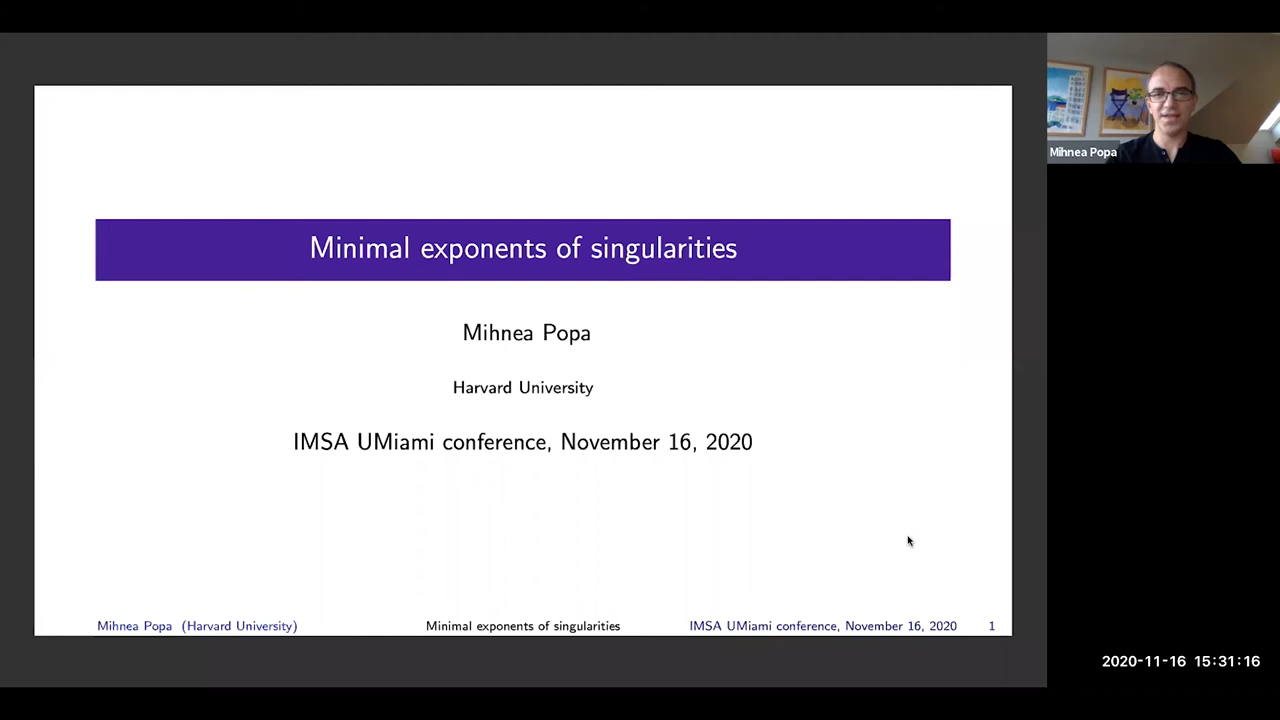 Minimal exponents of singularities
Mihnea Popa
Harvard University
IMSA UMiami conference, November 16, 2020
Mihnea Popa (Harvard University)
Minimal exponents of singularities
IMSA UMiami conference, November 16, 2020
1
Mihnea Popa
2020-11-16 15:31:16